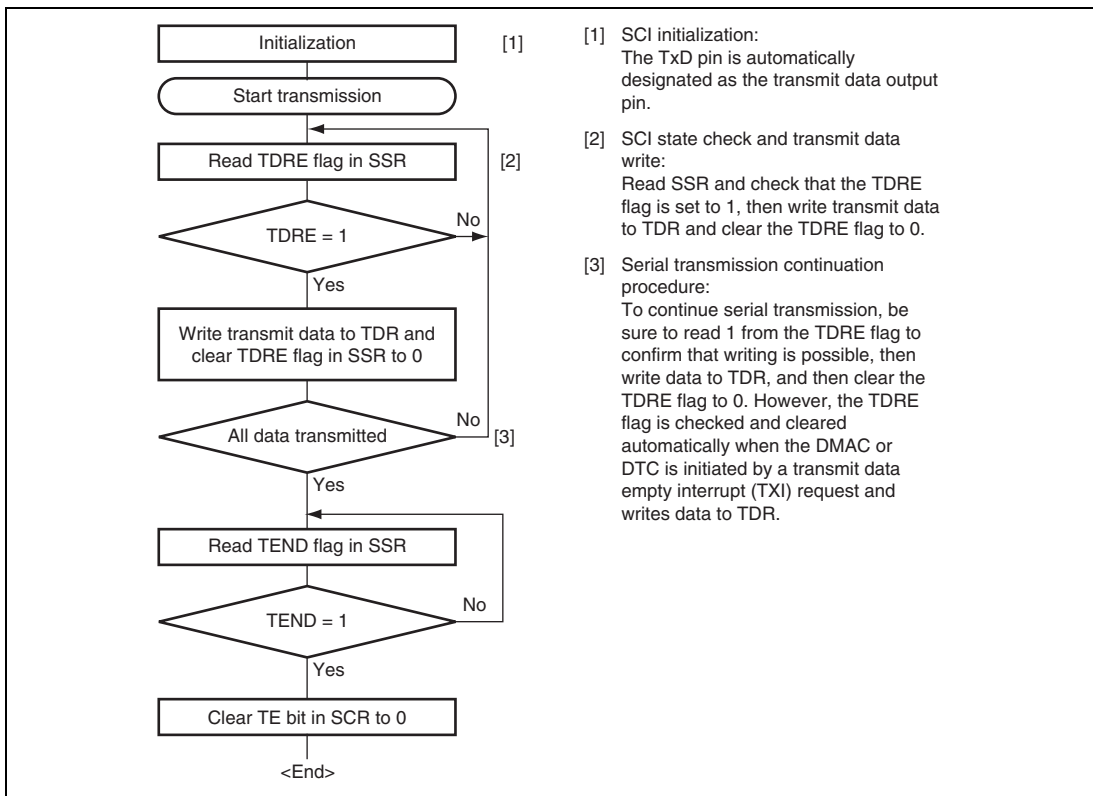 Initialization
[1]
Start transmission
Read TDRE flag in SSR
[2]
TDRE = 1
No
Yes
Write transmit data to TDR and
clear TDRE flag in SSR to 0
All data transmitted
No
[3]
Yes
Read TEND flag in SSR
TEND = 1
No
Yes
Clear TE bit in SCR to 0
<End>
[1] SCI initialization:
The TxD pin is automatically
designated as the transmit data output
pin.
[2] SCI state check and transmit data
write:
Read SSR and check that the TDRE
flag is set to 1, then write transmit data
to TDR and clear the TDRE flag to 0.
[3] Serial transmission continuation
procedure:
To continue serial transmission, be
sure to read 1 from the TDRE flag to
confirm that writing is possible, then
write data to TDR, and then clear the
TDRE flag to 0. However, the TDRE
flag is checked and cleared
automatically when the DMAC or
DTC is initiated by a transmit data
empty interrupt (TXI) request and
writes data to TDR.